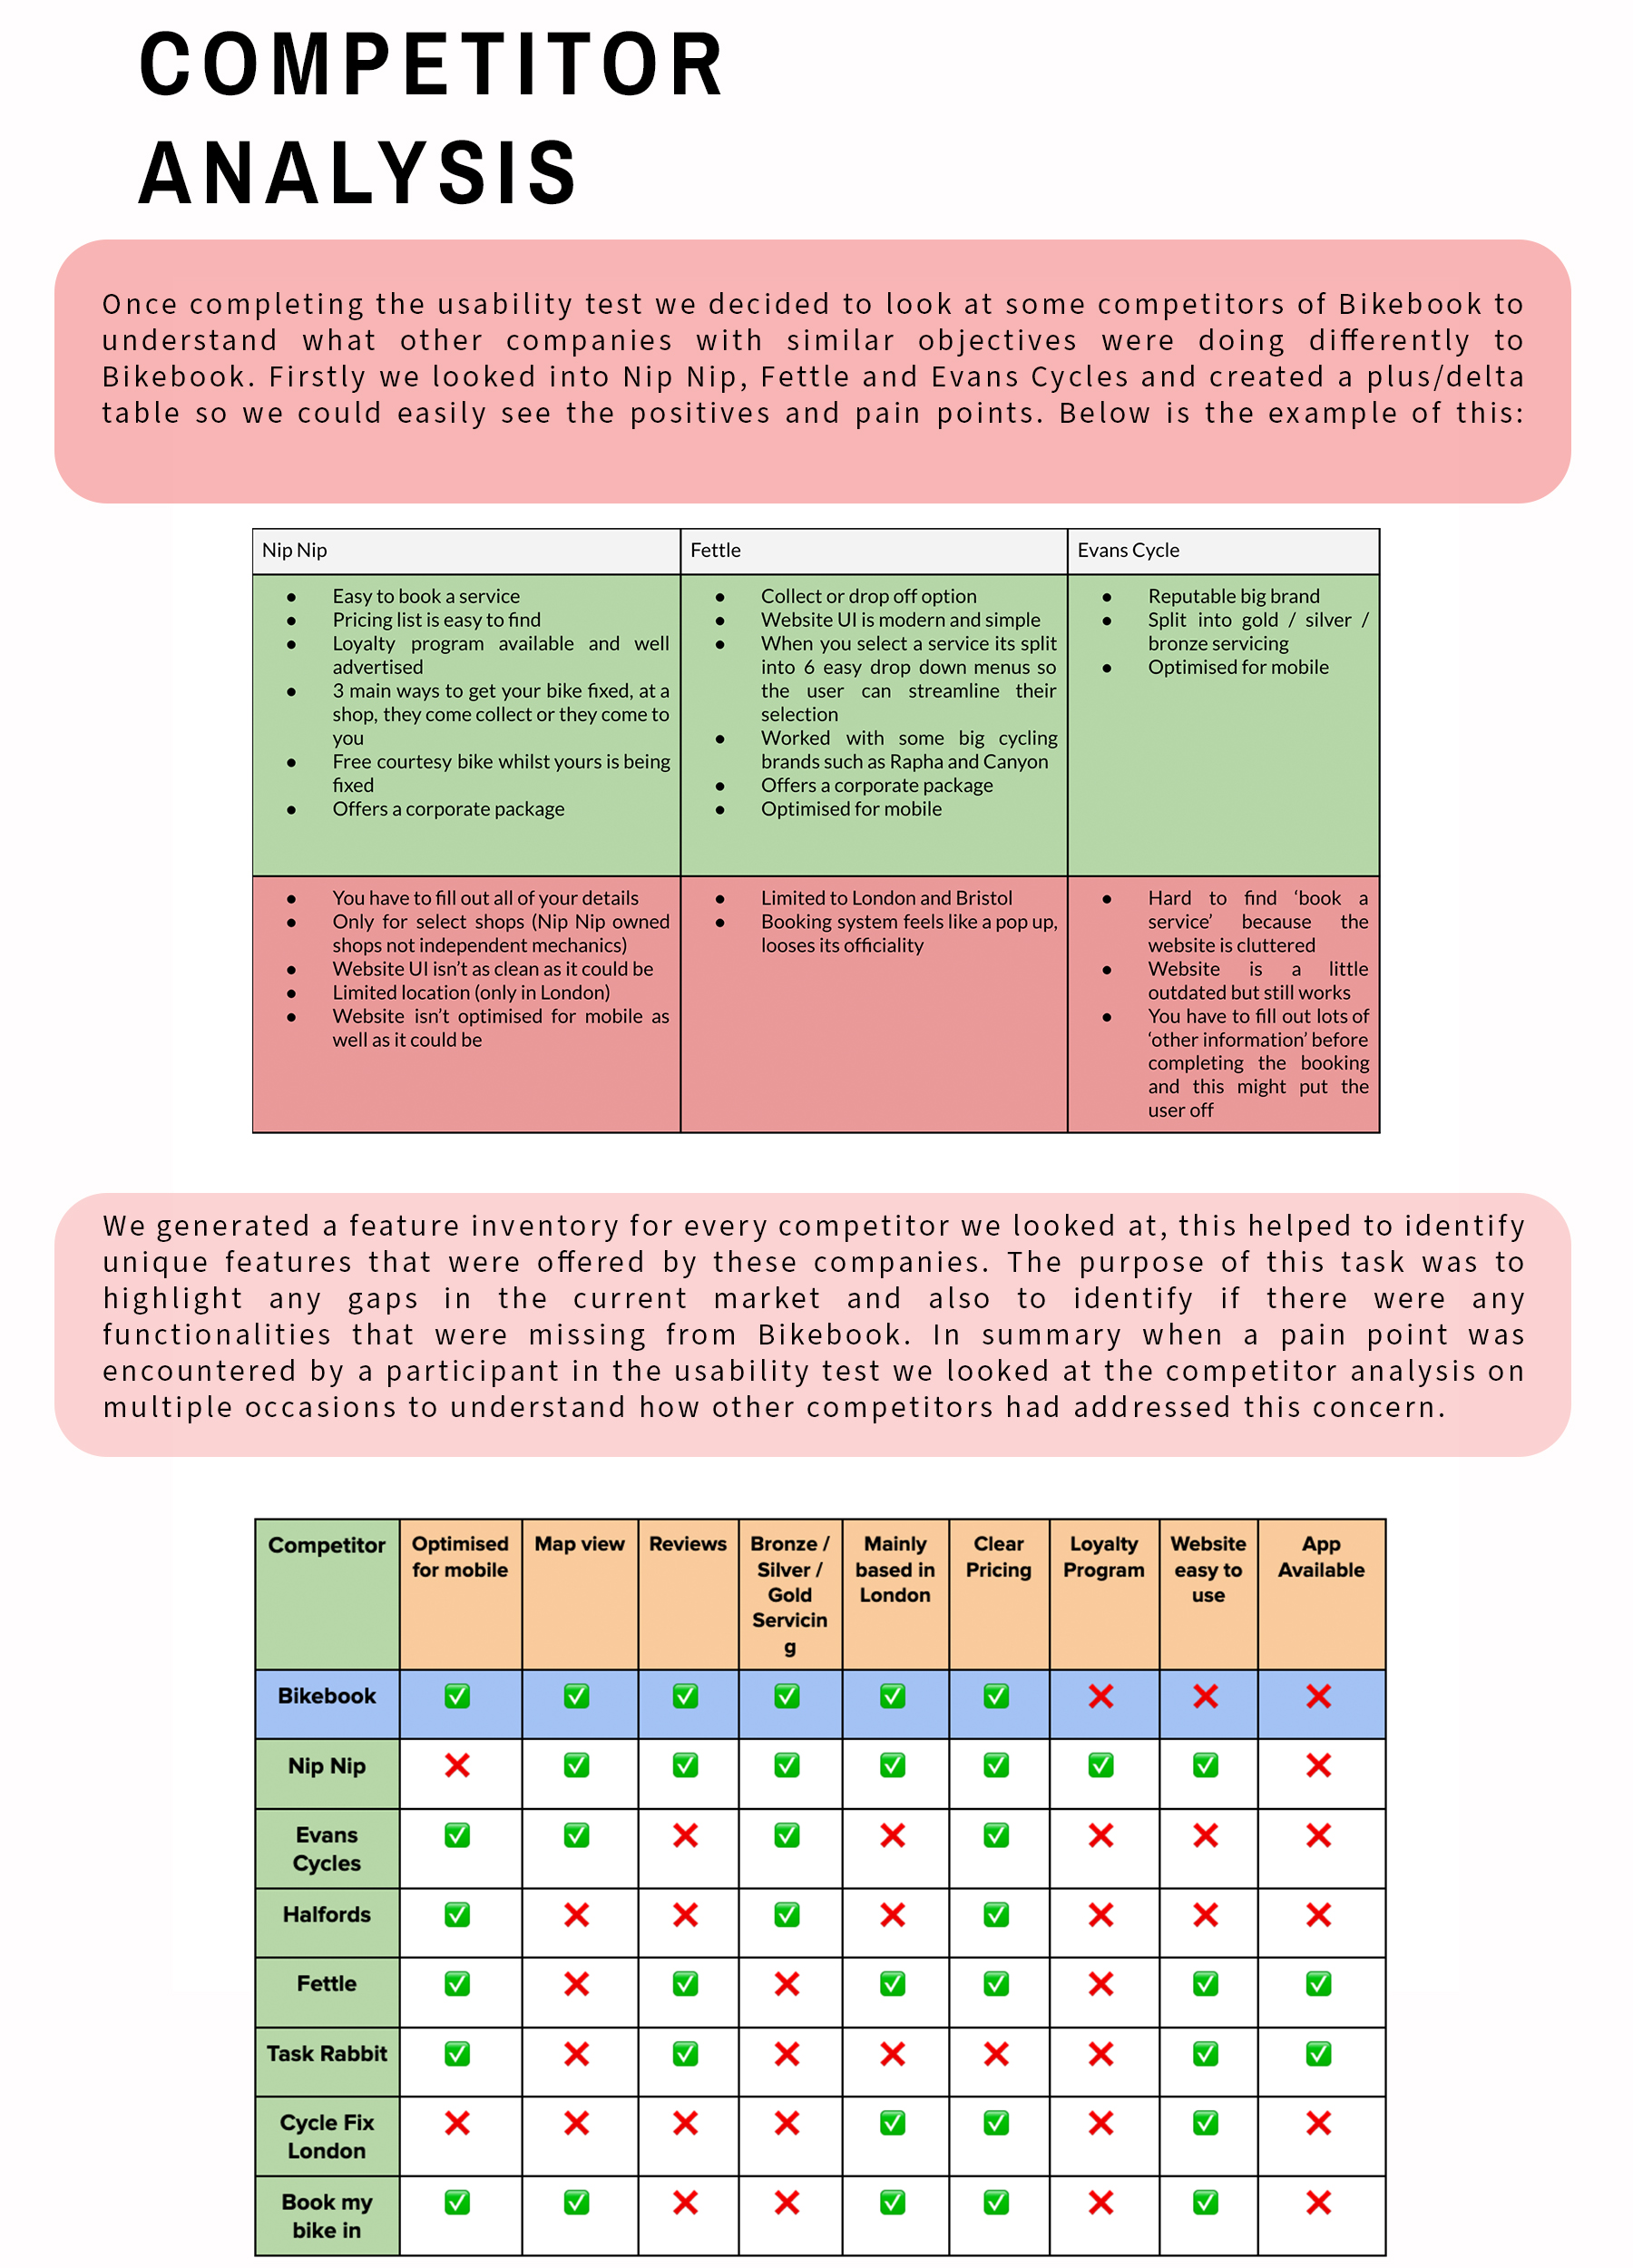 COMPETITOR
ANALYSIS
Once completing the usability test we decided to look at some competitors of Bikebook to
understand what other companies with similar objectives were doing differently to
Bikebook. Firstly we looked into Nip Nip, Fettle and Evans Cycles and created a plus/delta
table so we could easily see the positives and pain points. Below is the example of this:
Nip Nip
Fettle
Evans Cycle
● Easy to book a service
● Pricing list is easy to find
● Loyalty program available and well
advertised
● 3 main ways to get your bike fixed, at a
shop, they come collect or they come to
you
● Free courtesy bike whilst yours is being
fixed
● Offers a corporate package
● Collect or drop off option
● Website UI is modern and simple
● When you select a service its split
into 6 easy drop down menus so
the user can streamline their
selection
● Worked with some big cycling
brands such as Rapha and Canyon
● Offers a corporate package
● Optimised for mobile
● Reputable big brand
● Split into gold / silver /
bronze servicing
● Optimised for mobile
● You have to fill out all of your details
● Only for select shops (Nip Nip owned
shops not independent mechanics)
● Website UI isn't as clean as it could be
● Limited location (only in London)
● Website isn't optimised for mobile as
well as it could be
● Limited to London and Bristol
● Booking system feels like a pop up,
looses its officiality
● Hard to find ‘book a
service’ because the
website is cluttered
● Website is a little
outdated but still works
● You have to fill out lots of
‘other information’ before
completing the booking
and this might put the
user off
We generated a feature inventory for every competitor we looked at, this helped to identify
unique features that were offered by these companies. The purpose of this task was to
highlight any gaps in the current market and also to identify if there were any
functionalities that were missing from Bikebook. In summary when a pain point was
encountered by a participant in the usability test we looked at the competitor analysis on
multiple occasions to understand how other competitors had addressed this concern.
Competitor
Optimised
for mobile
Map view
Reviews
Bronze /
Silver /
Gold
Servicin
g
Mainly
based in
London
Clear
Pricing
Loyalty
Program
Website
easy to
use
App
Available
Bikebook ✅ ✅ ✅ ✅ ✅ ✅ ❌ ❌ ❌
Nip Nip ❌ ✅ ✅ ✅ ✅ ✅ ✅ ✅ ❌
Evans
Cycles ✅ ✅ ❌ ✅ ❌ ✅ ❌ ❌ ❌
Halfords ✅ ❌ ❌ ✅ ❌ ✅ ❌ ❌ ❌
Fettle ✅ ❌ ✅ ❌ ✅ ✅ ❌ ✅ ✅
Task Rabbit ✅ ❌ ✅ ❌ ❌ ❌ ❌ ✅ ✅
Cycle Fix
London ❌ ❌ ❌ ❌ ✅ ✅ ❌ ✅ ❌
Book my
bike in ✅ ✅ ❌ ❌ ✅ ✅ ❌ ✅ ❌